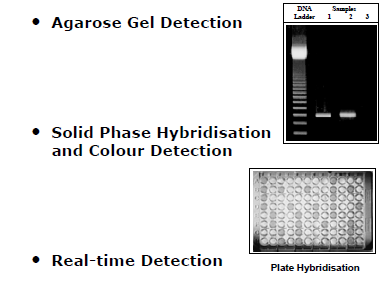 • Agarose Gel Detection
DNA Samples
Ladder 1 2 3
• Solid Phase Hybridisation
and Colour Detection
• Real-time Detection
Plate Hybridisation